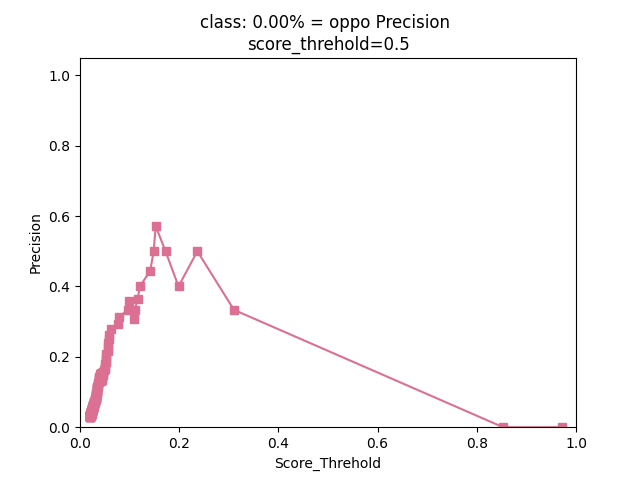 class: 0.00% = oppo Precision
score_threhold=0.5
1.0
0.8
0.6
0.4
0.2
0.0
Precision
0.0 0.2 0.4 0.6 0.8 1.0
Score_Threhold